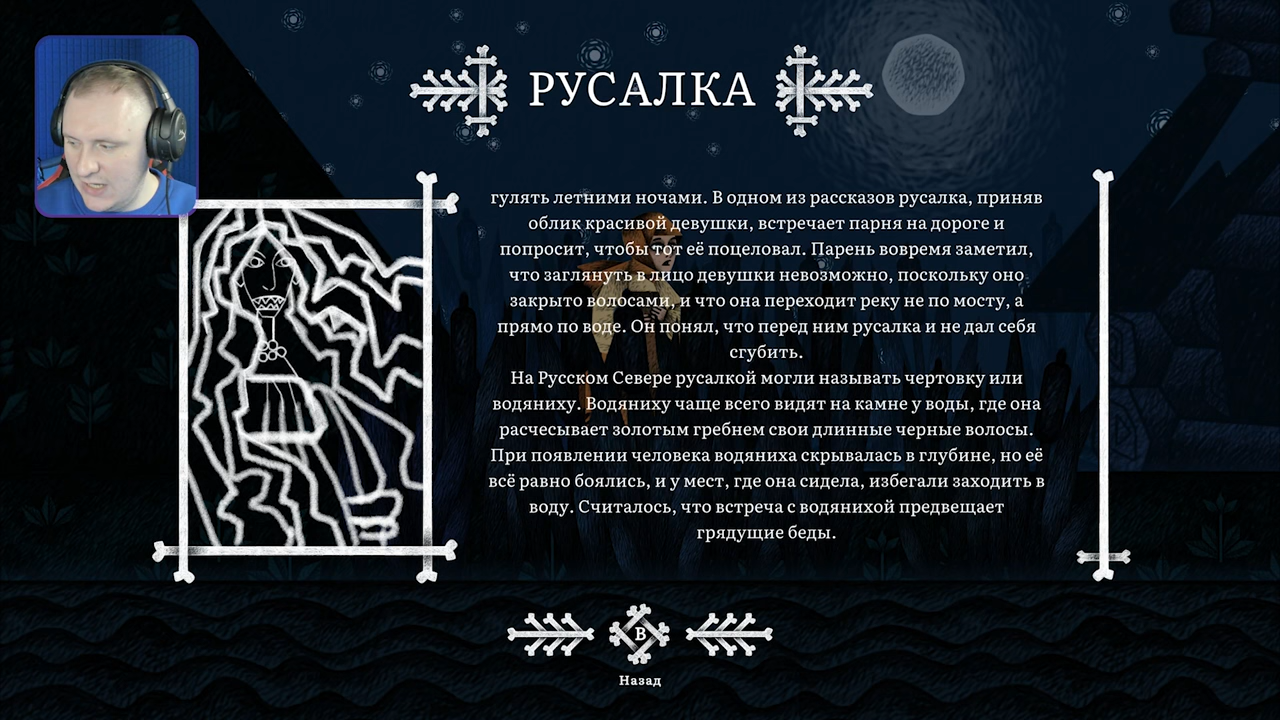 РУСАЛКА
гулять летними ночами. В одном из рассказов русалка, приняв
облик красивой девушки, встречает парня на дороге и
попросит, чтобы тот её поцеловал. Парень вовремя заметил,
что заглянуть в лицо девушки невозможно, поскольку оно
закрыто волосами, и что она переходит реку не по мосту, а
прямо по воде. Он понял, что перед ним русалка и не дал себя
сгубить.
На Русском Севере русалкой могли называть чертовку или
водяниху. Водяниху чаще всего видят на камне у воды, где она
расчесывает золотым гребнем свои длинные черные волосы.
При появлении человека водяниха скрывалась в глубине, но её
всё равно боялись, и у мест, где она сидела, избегали заходить в
воду. Считалось, что встреча с водянихой предвещает
грядущие беды.
B
Назад